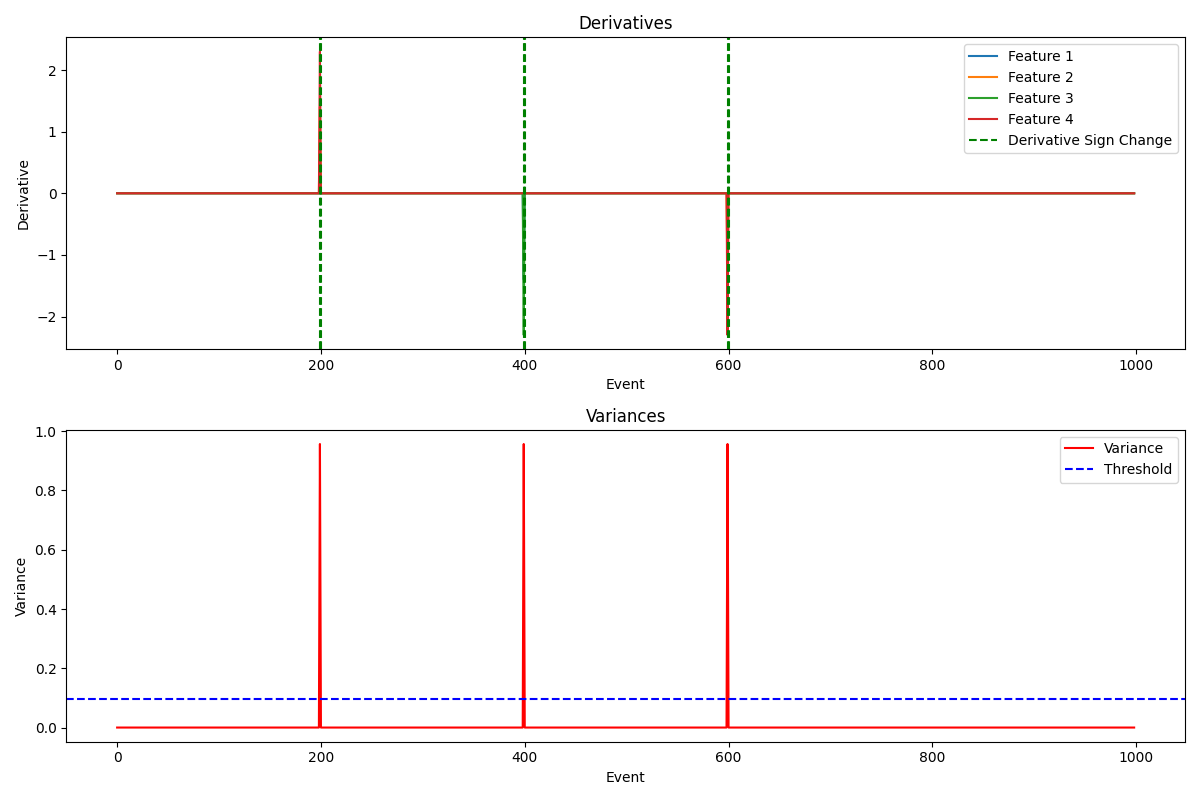 Derivatives
Derivative
2
1
0
−1
−2
Feature 1
Feature 2
Feature 3
Feature 4
Derivative Sign Change
0
200
400
600
800
1000
Event
Variances
Variance
1.0
0.8
0.6
0.4
0.2
0.0
Variance
Threshold
0
200
400
600
800
1000
Event